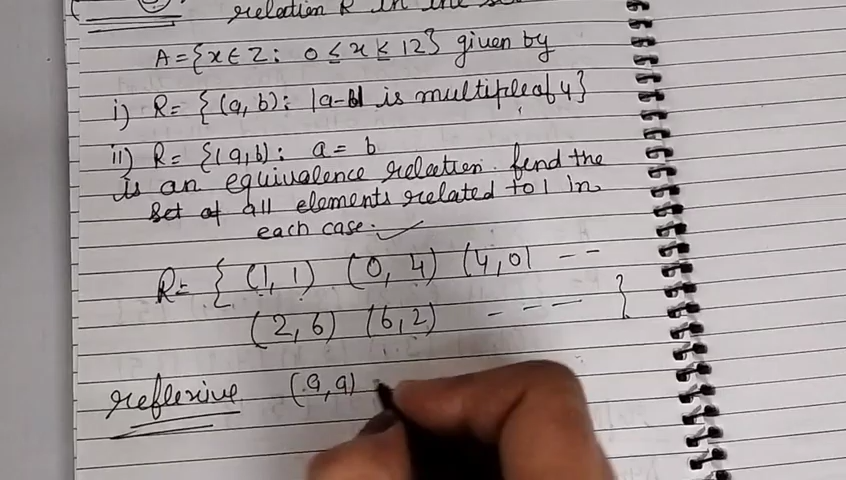 relation R in the se
A = {x ∈ Z : 0 ≤ x ≤ 12} given by
i) R = {(a, b) : |a-b| is multiple of 4}
ii) R = {(a, b) : a = b
is an equivalence relation. find the
set of all elements related to 1 in
each case. ✓
R = { (1, 1) (0, 4) (4, 0) - -
(2, 6) (6, 2) - - - }
reflexive (a, a)